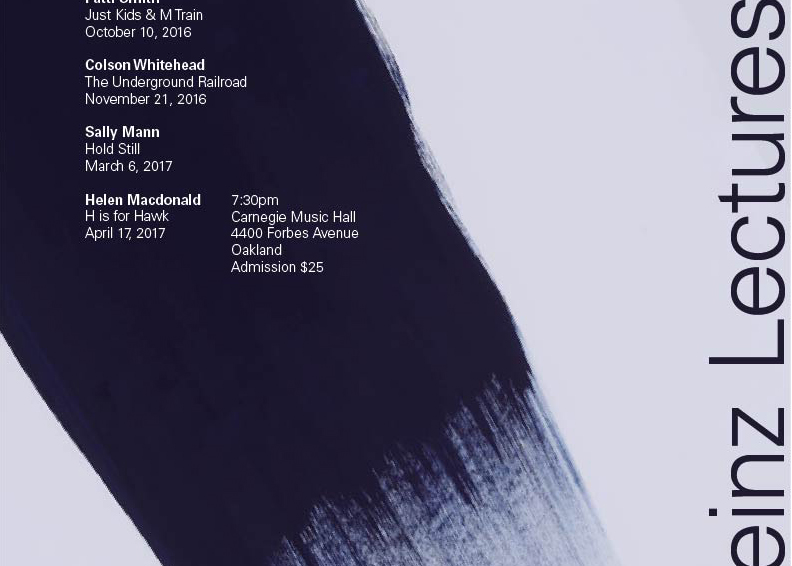 Patti Smith
Just Kids & M Train
October 10, 2016
Colson Whitehead
The Underground Railroad
November 21, 2016
Sally Mann
Hold Still
March 6, 2017
Helen Macdonald
H is for Hawk
April 17, 2017
7:30pm
Carnegie Music Hall
4400 Forbes Avenue
Oakland
Admission $25
einz Lectures